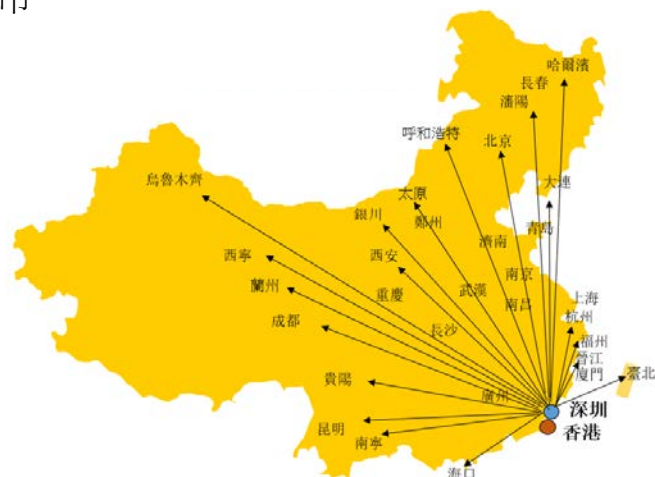 市
哈爾濱
長春
瀋陽
呼和浩特
北京
烏魯木齊
大連
太原
銀川
鄭州
青島
濟南
西寧
西安
南京
蘭州
重慶
武漢
上海
南昌
杭州
成都
長沙
福州
晉江
廈門
臺北
貴陽
廣州
深圳
昆明
香港
南寧
海口